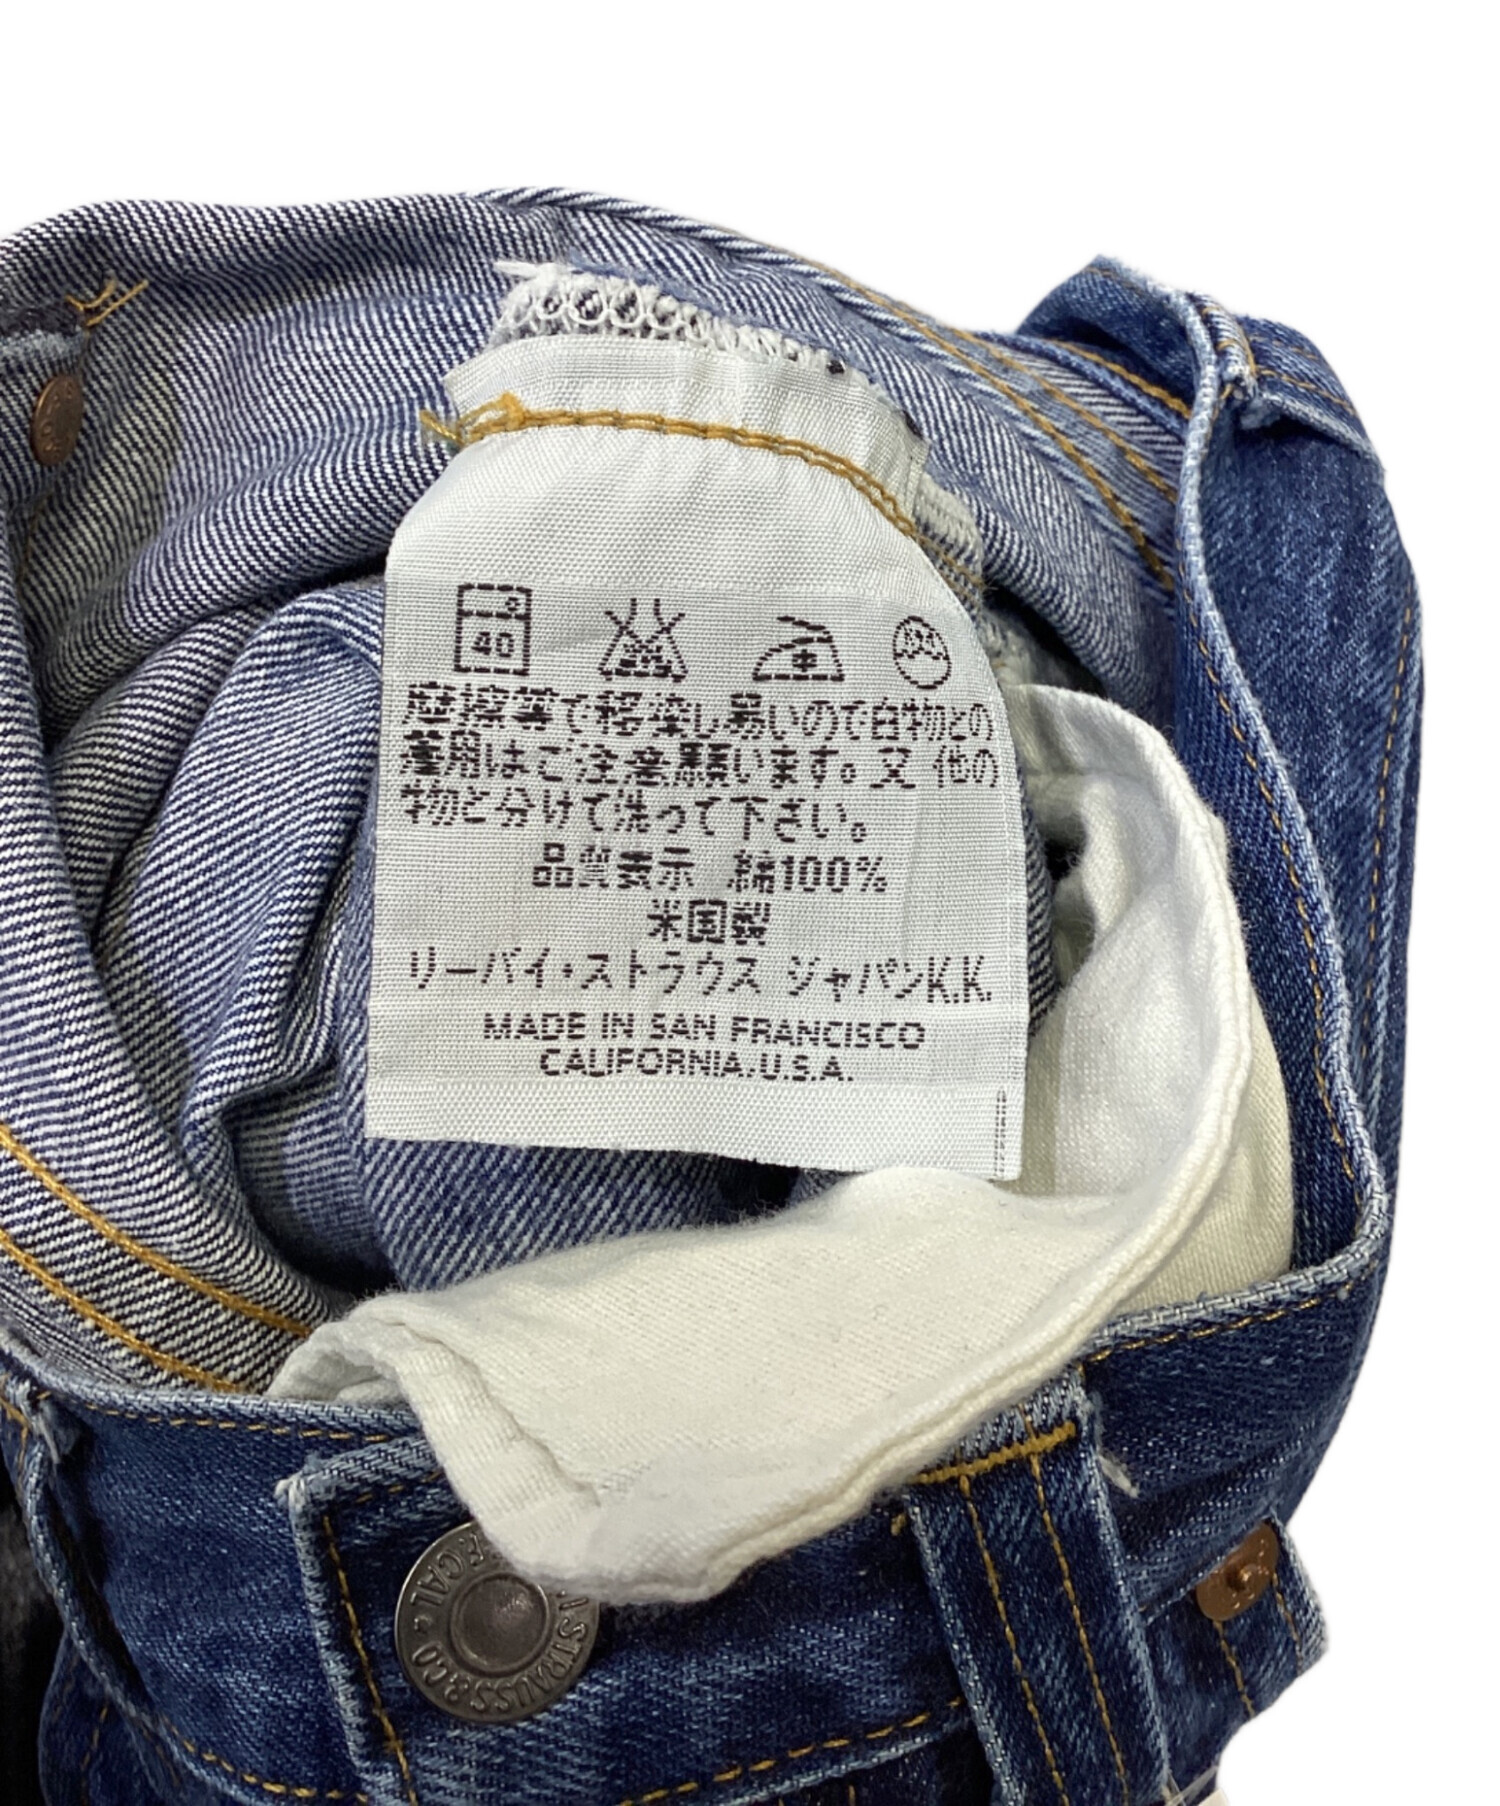 40
摩擦等で移染し易いので白物との
着用はご注意願います。又 他の
物と分けて洗って下さい。
品質表示 綿100%
米国製
リーバイ・ストラウス ジャパンK.K.
MADE IN SAN FRANCISCO
CALIFORNIA,U.S.A.
STRAUSS & CO
CAL